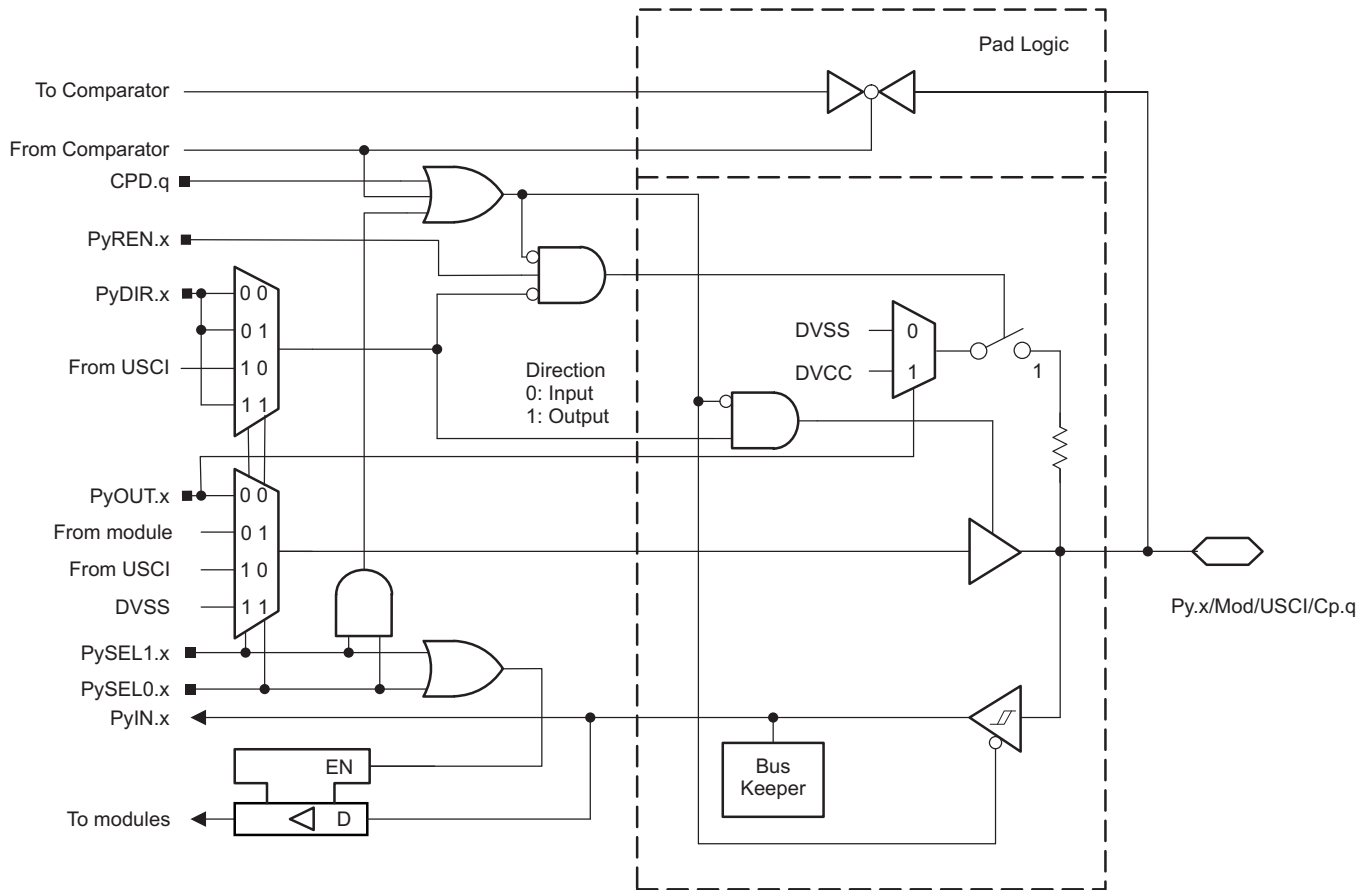 Pad Logic
To Comparator
From Comparator
CPD.q
PyREN.x
PyDIR.x
0 0
0 1
From USCI
1 0
1 1
Direction
0: Input
1: Output
DVSS
0
DVCC
1
1
PyOUT.x
0 0
From module
0 1
From USCI
1 0
DVSS
1 1
Py.x/Mod/USCI/Cp.q
PySEL1.x
PySEL0.x
PyIN.x
EN
Bus
Keeper
To modules
D